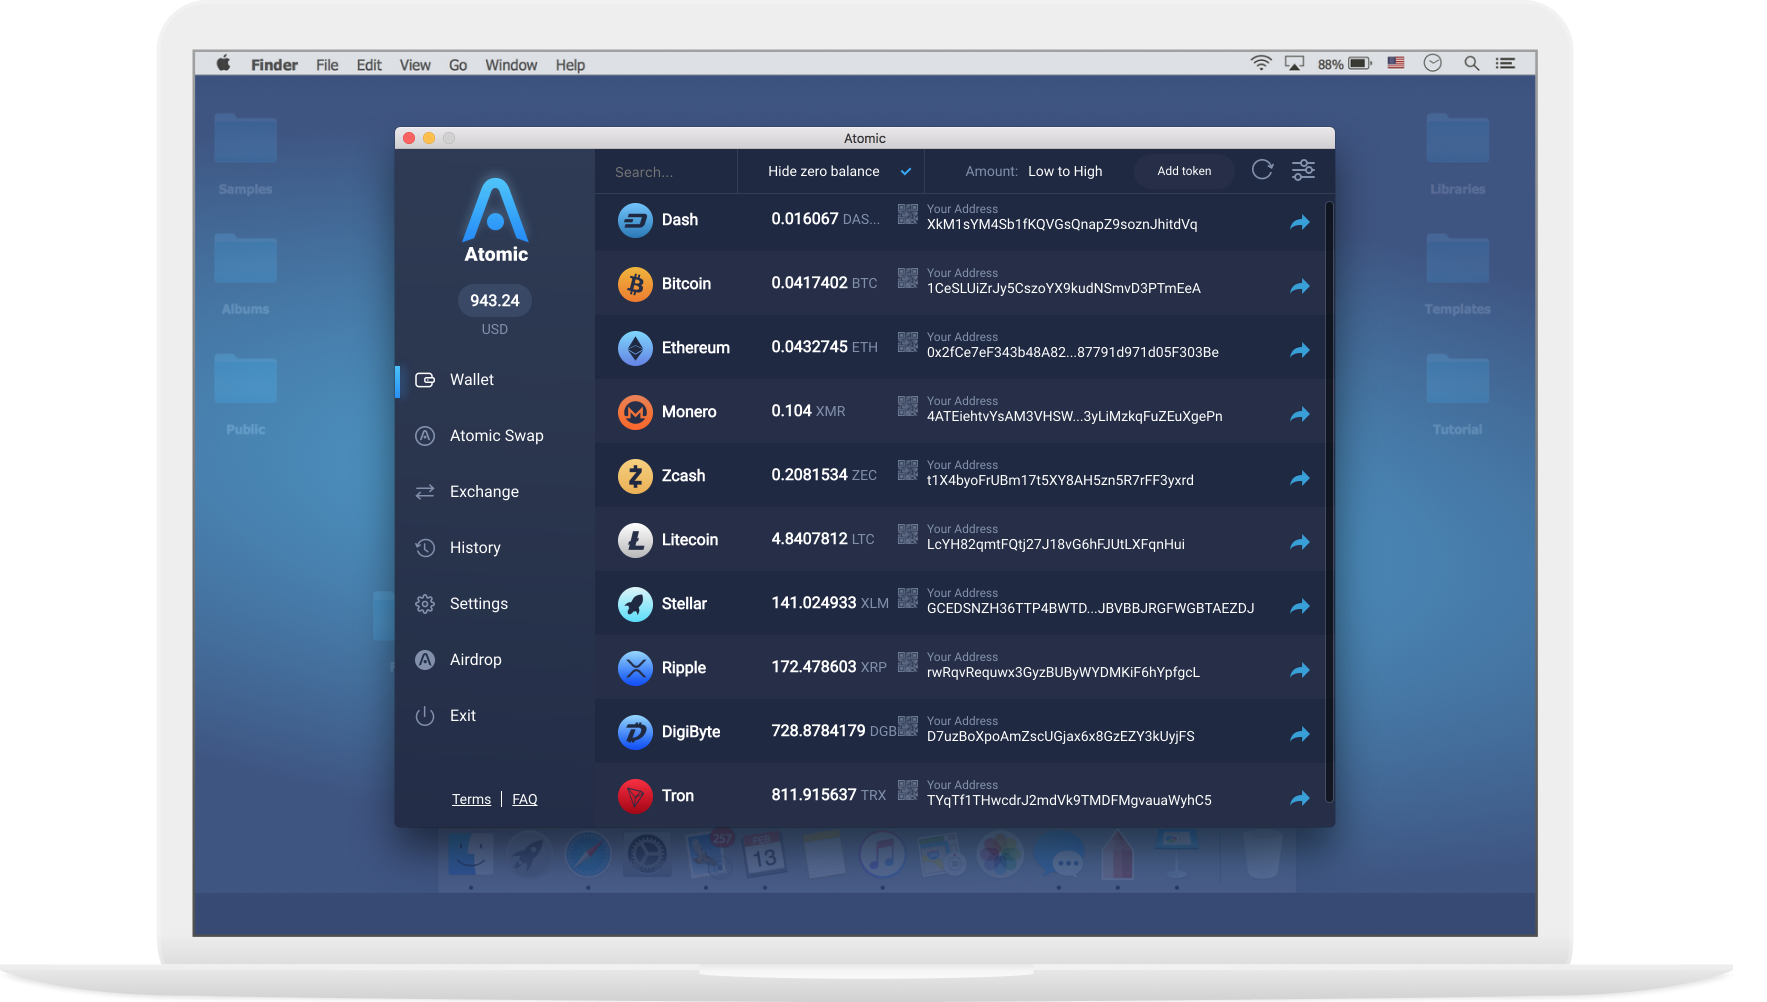 Finder File Edit View Go Window Help 88%
Samples
Albums
Public
Libraries
Templates
Tutorial
Atomic
Atomic
943.24
USD
Wallet
Atomic Swap
Exchange
History
Settings
Airdrop
Exit
Terms | FAQ
Search... Hide zero balance Amount: Low to High Add token
Dash 0.016067 DAS... Your Address
XkM1sYM4Sb1fKQVGsQnapZ9soznJhitdVq
Bitcoin 0.0417402 BTC Your Address
1CeSLUiZrJy5CszoYX9kudNSmvD3PTmEeA
Ethereum 0.0432745 ETH Your Address
0x2fCe7eF343b48A82...87791d971d05F303Be
Monero 0.104 XMR Your Address
4ATEiehtvYsAM3VHSW...3yLiMzkqFuZEuXgePn
Zcash 0.2081534 ZEC Your Address
t1X4byoFrUBm17t5XY8AH5zn5R7rFF3yxrd
Litecoin 4.8407812 LTC Your Address
LcYH82qmtFQtj27J18vG6hFJUtLXFqnHui
Stellar 141.024933 XLM Your Address
GCEDSNZH36TTP4BWTD...JBVBBJRGFWGBTAEZDJ
Ripple 172.478603 XRP Your Address
rwRqvRequwx3GyzBUByWYDMKiF6hYpfgcL
DigiByte 728.8784179 DGB Your Address
D7uzBoXpoAmZscUGjax6x8GzEZY3kUyjFS
Tron 811.915637 TRX Your Address
TYqTf1THwcdrJ2mdVk9TMDFMgvauaWyhC5
257
FEB
13